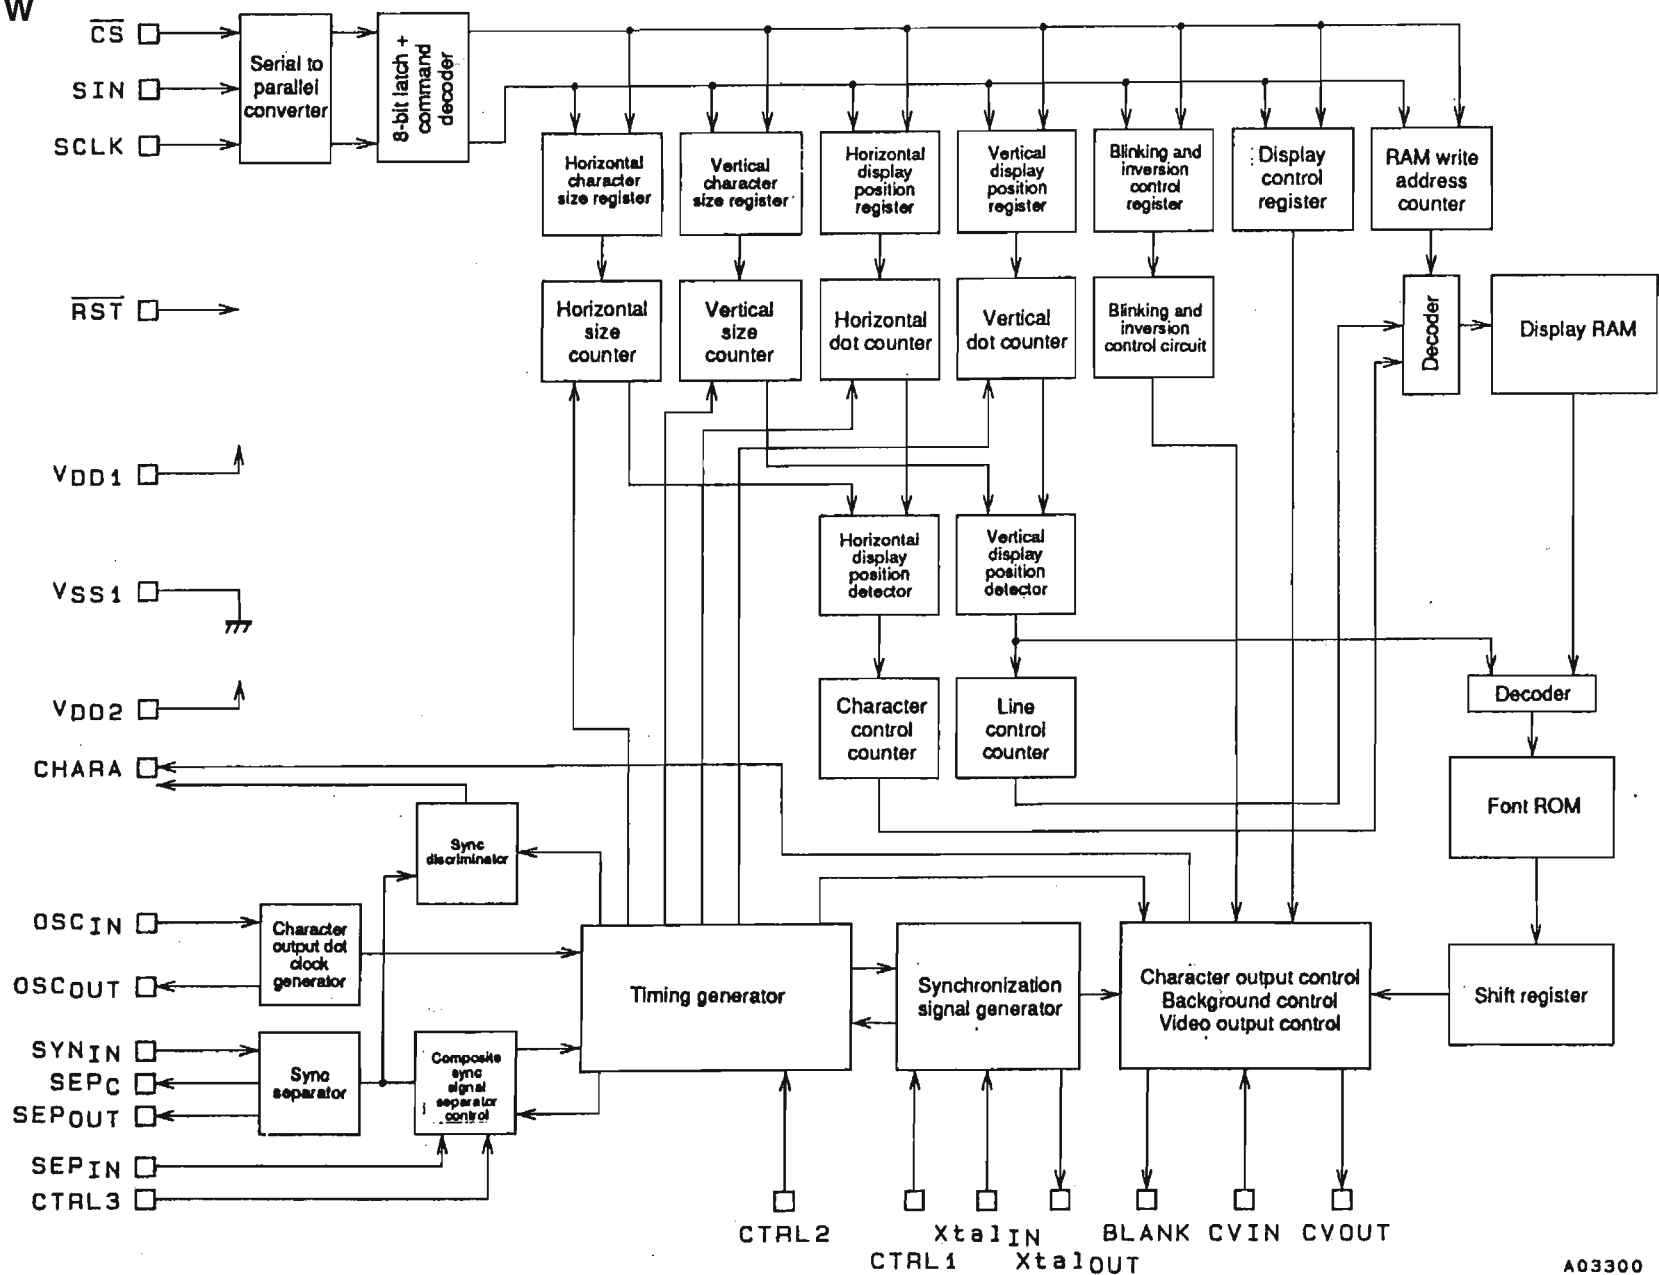 W
CS
SIN
SCLK
Serial to
parallel
converter
8-bit latch +
command
decoder
Horizontal
character
size register
Vertical
character
size register
Horizontal
display
position
register
Vertical
display
position
register
Blinking and
inversion
control
register
Display
control
register
RAM write
address
counter
RST
Horizontal
size
counter
Vertical
size
counter
Horizontal
dot counter
Vertical
dot counter
Blinking and
inversion
control circuit
Decoder
Display RAM
VDD1
VSS1
VDD2
Horizontal
display
position
detector
Vertical
display
position
detector
Character
control
counter
Line
control
counter
Decoder
Font ROM
CHARA
Sync
discriminator
OSCIN
OSCOUT
Character
output dot
clock
generator
Timing generator
Synchronization
signal generator
Character output control
Background control
Video output control
Shift register
SYNIN
SEPC
SEPOUT
SEPIN
CTRL3
Sync
separator
Composite
sync
signal
separator
control
CTRL2
CTRL1
XtalIN
XtalOUT
BLANK
CVIN
CVOUT
A03300